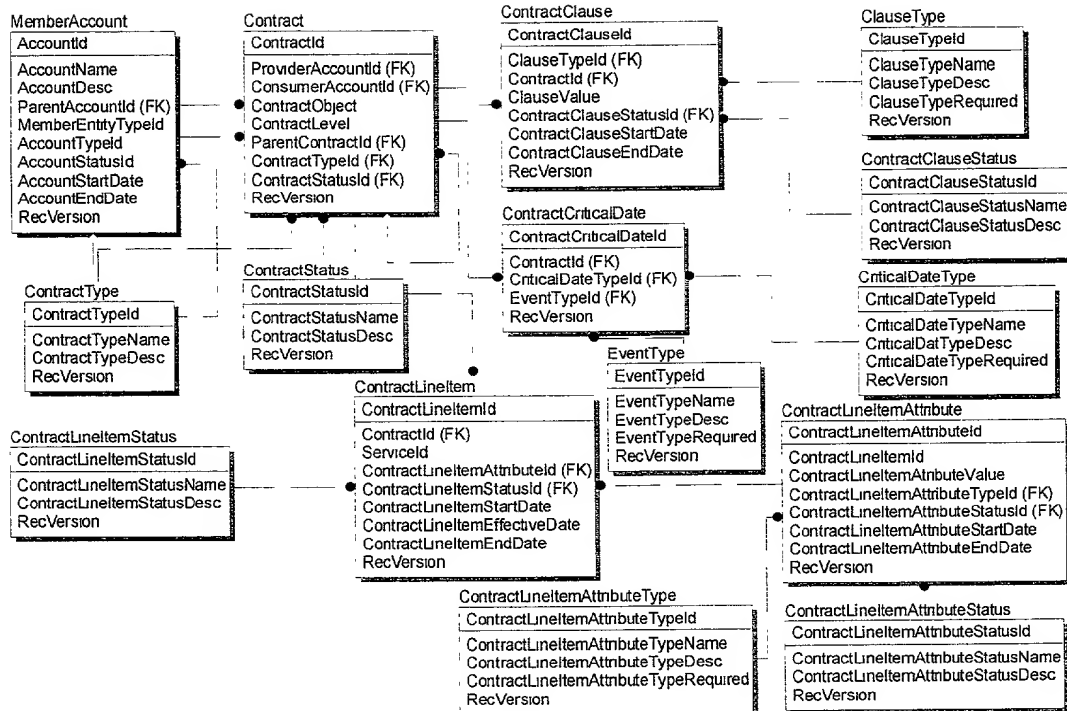 MemberAccount
AccountId
AccountName
AccountDesc
ParentAccountId (FK)
MemberEntityTypeId
AccountTypeId
AccountStatusId
AccountStartDate
AccountEndDate
RecVersion
Contract
ContractId
ProviderAccountId (FK)
ConsumerAccountId (FK)
ContractObject
ContractLevel
ParentContractId (FK)
ContractTypeId (FK)
ContractStatusId (FK)
RecVersion
ContractClause
ContractClauseId
ClauseTypeId (FK)
ContractId (FK)
ClauseValue
ContractClauseStatusId (FK)
ContractClauseStartDate
ContractClauseEndDate
RecVersion
ClauseType
ClauseTypeId
ClauseTypeName
ClauseTypeDesc
ClauseTypeRequired
RecVersion
ContractClauseStatus
ContractClauseStatusId
ContractClauseStatusName
ContractClauseStatusDesc
RecVersion
ContractType
ContractTypeId
ContractTypeName
ContractTypeDesc
RecVersion
ContractStatus
ContractStatusId
ContractStatusName
ContractStatusDesc
RecVersion
ContractCriticalDate
ContractCriticalDateId
ContractId (FK)
CriticalDateTypeId (FK)
EventTypeId (FK)
RecVersion
CriticalDateType
CriticalDateTypeId
CriticalDateTypeName
CriticalDatTypeDesc
CriticalDateTypeRequired
RecVersion
EventType
EventTypeId
EventTypeName
EventTypeDesc
EventTypeRequired
RecVersion
ContractLineItemStatus
ContractLineItemStatusId
ContractLineItemStatusName
ContractLineItemStatusDesc
RecVersion
ContractLineItem
ContractLineItemId
ContractId (FK)
ServiceId
ContractLineItemAttributeId (FK)
ContractLineItemStatusId (FK)
ContractLineItemStartDate
ContractLineItemEffectiveDate
ContractLineItemEndDate
RecVersion
ContractLineItemAttribute
ContractLineItemAttributeId
ContractLineItemId
ContractLineItemAtributeValue
ContractLineItemAttributeTypeId (FK)
ContractLineItemAttributeStatusId (FK)
ContractLineItemAttributeStartDate
ContractLineItemAttributeEndDate
RecVersion
ContractLineItemAttributeType
ContractLineItemAttributeTypeId
ContractLineItemAttributeTypeName
ContractLineItemAttributeTypeDesc
ContractLineItemAttributeTypeRequired
RecVersion
ContractLineItemAttributeStatus
ContractLineItemAttributeStatusId
ContractLineItemAttributeStatusName
ContractLineItemAttributeStatusDesc
RecVersion